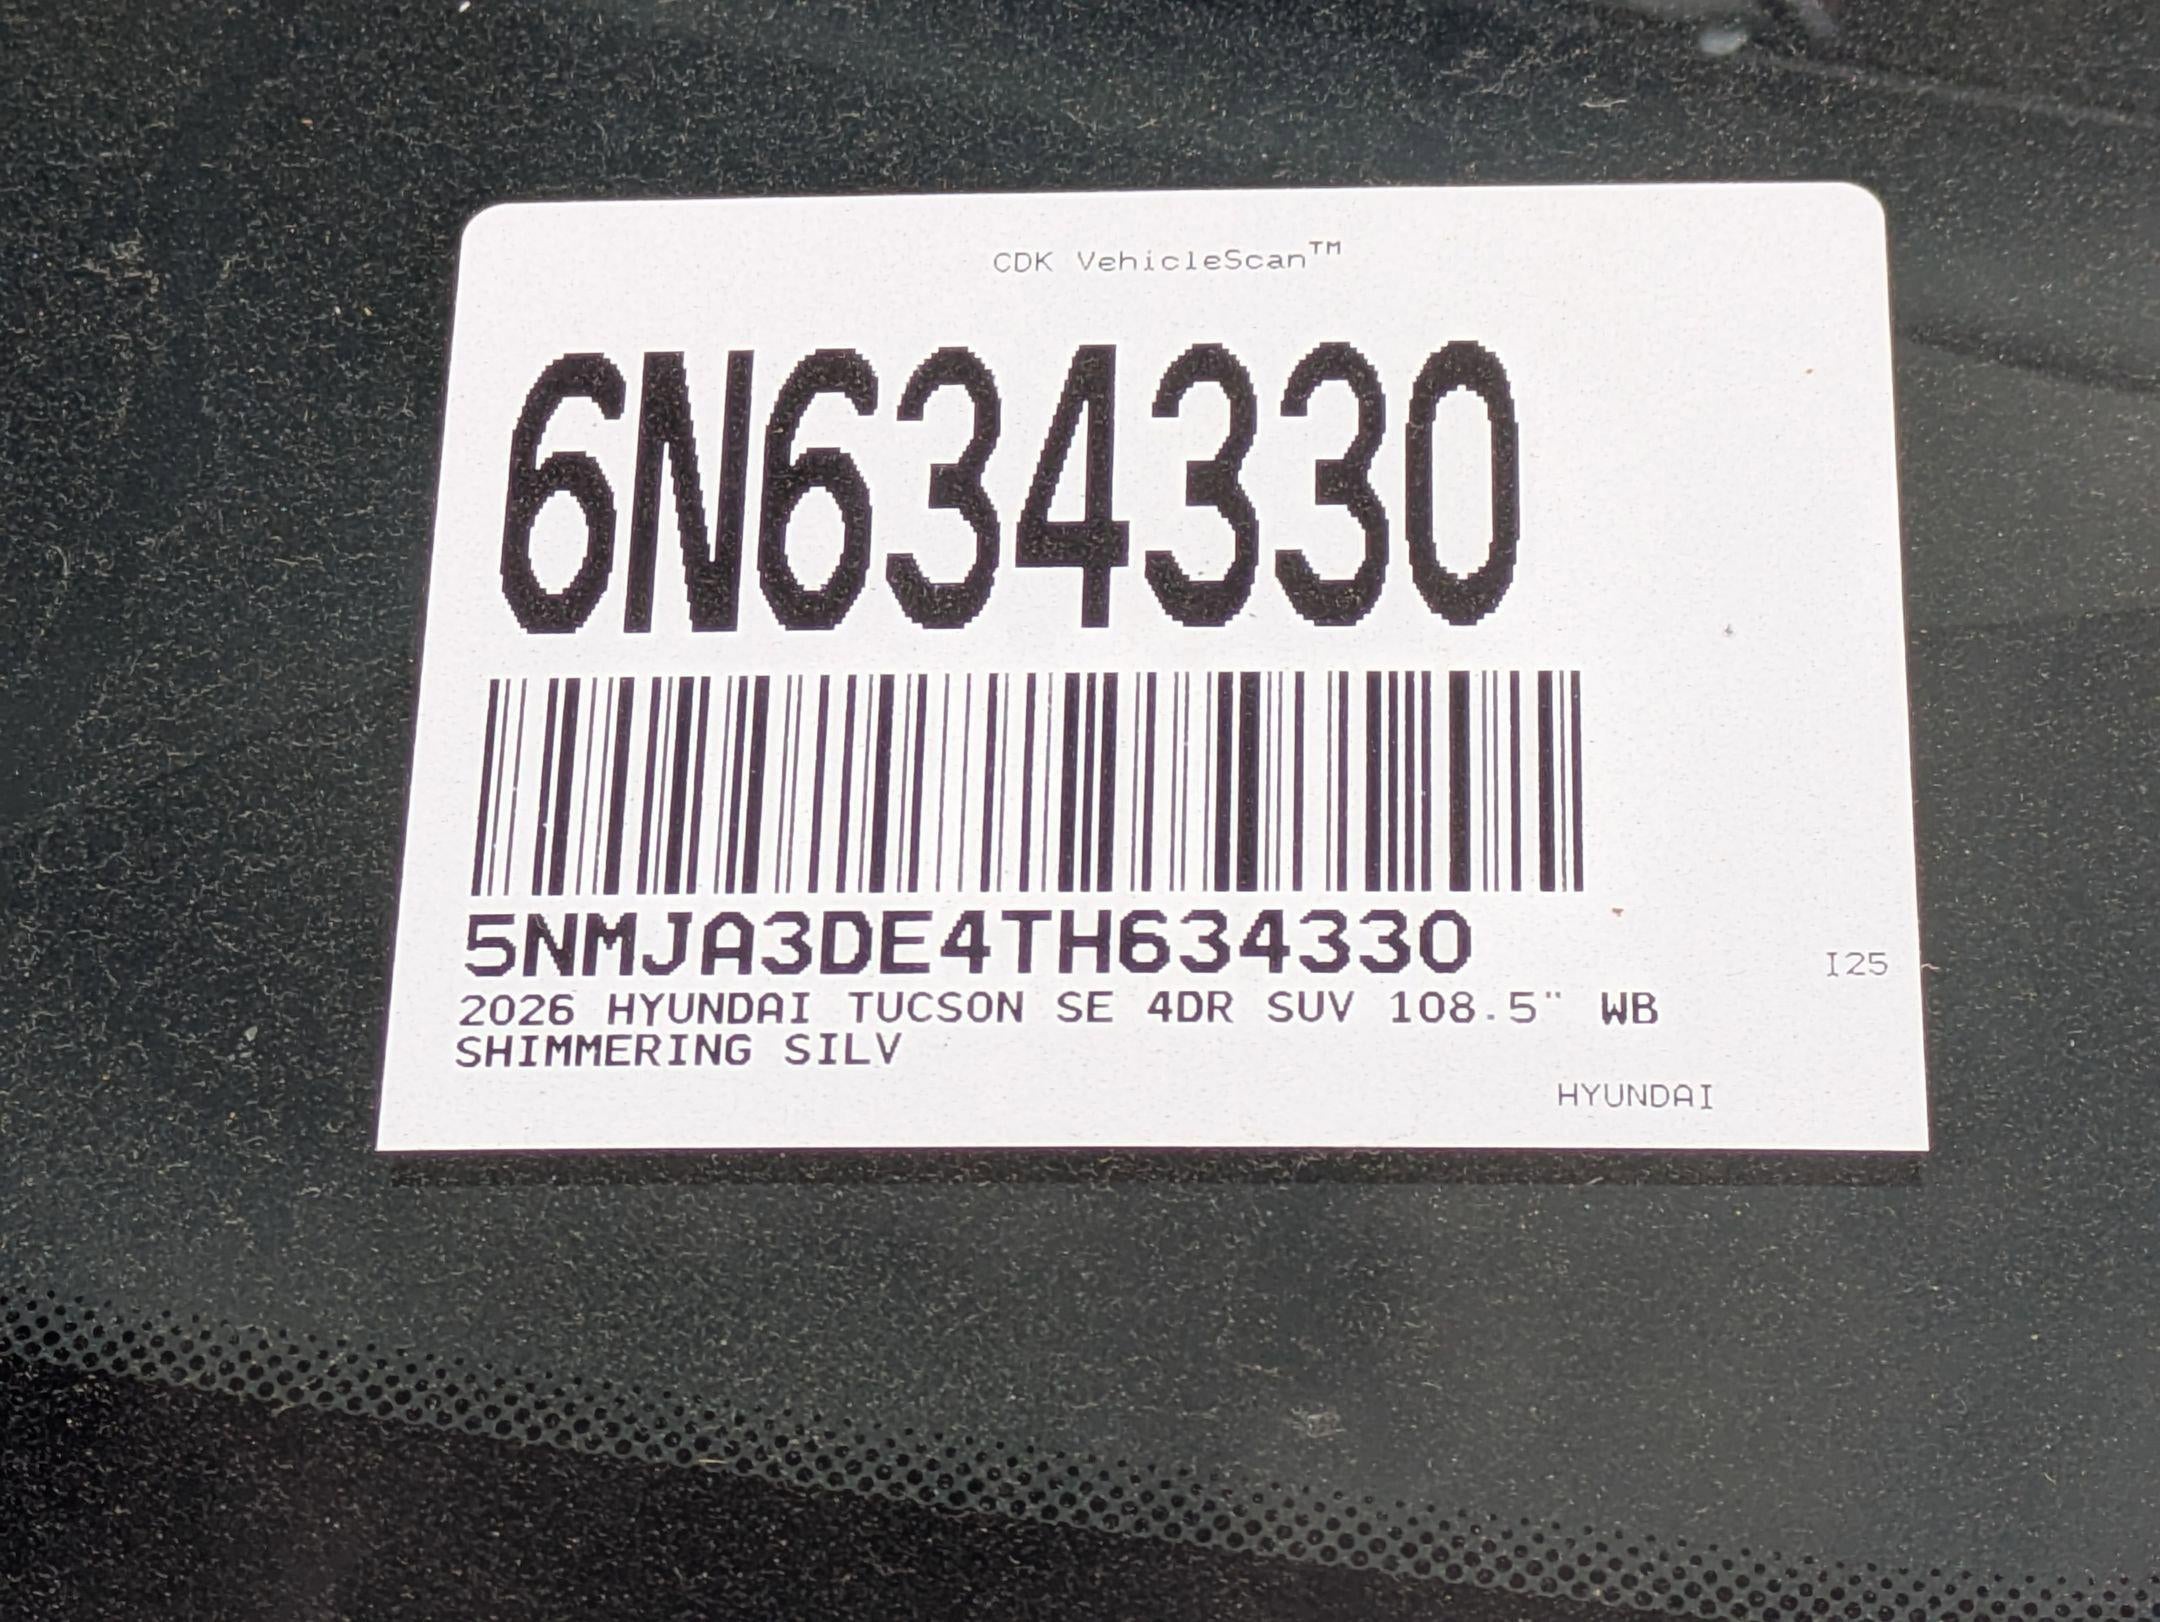 CDK VehicleScan™
6N634330
5NMJA3DE4TH634330
I25
2026 HYUNDAI TUCSON SE 4DR SUV 108.5" WB
SHIMMERING SILV
HYUNDAI